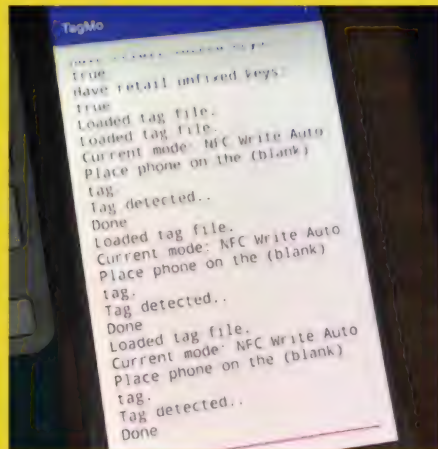 TagMo
true
Have retail unfixed keys:
true
Loaded tag file.
Loaded tag file.
Current mode: NFC Write Auto
Place phone on the (blank)
tag.
Tag detected..
Done
Loaded tag file.
Current mode: NFC Write Auto
Place phone on the (blank)
tag.
Tag detected..
Done
Loaded tag file.
Current mode: NFC Write Auto
Place phone on the (blank)
tag.
Tag detected..
Done